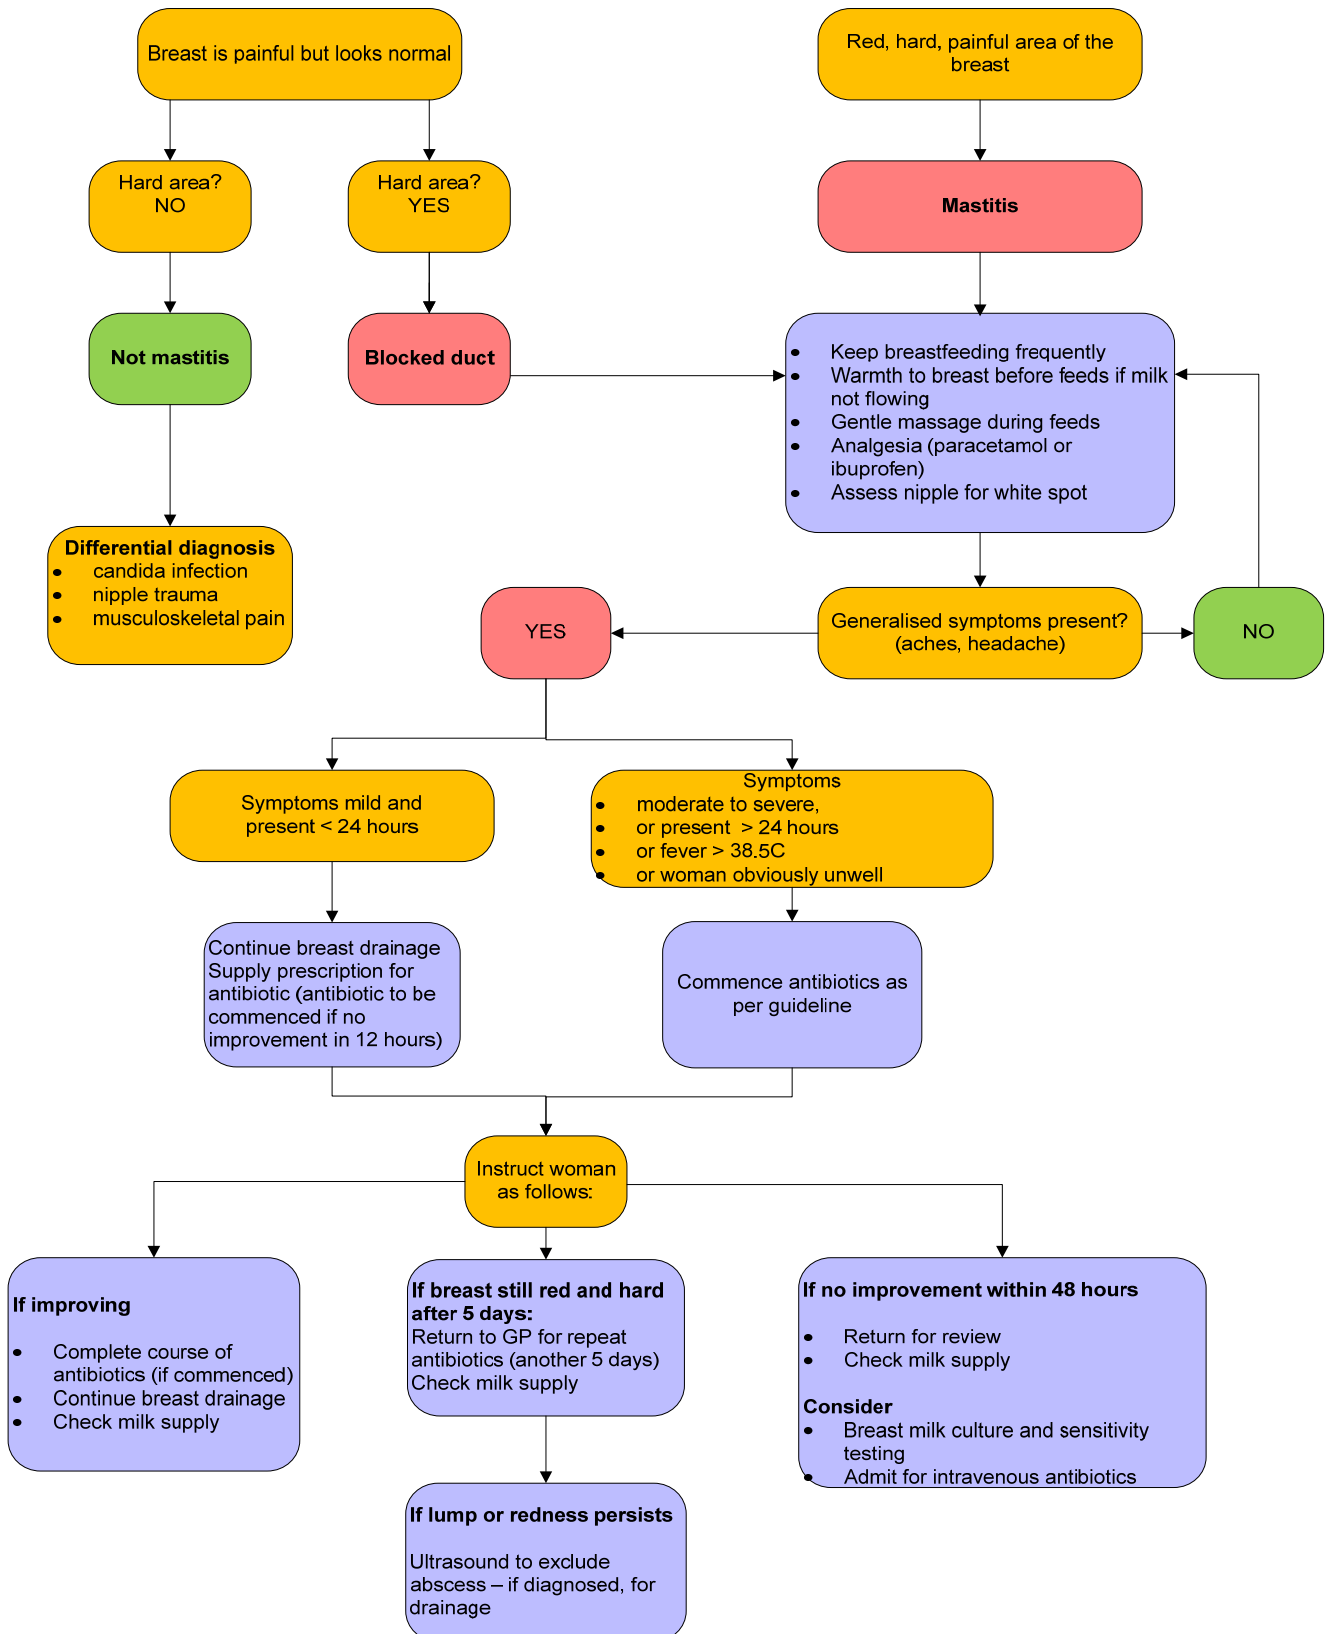 Breast is painful but looks normal
Red, hard, painful area of the
breast
Hard area?
NO
Hard area?
YES
Mastitis
Not mastitis
Blocked duct
• Keep breastfeeding frequently
• Warmth to breast before feeds if milk
not flowing
• Gentle massage during feeds
• Analgesia (paracetamol or
ibuprofen)
• Assess nipple for white spot
Differential diagnosis
• candida infection
• nipple trauma
• musculoskeletal pain
YES
Generalised symptoms present?
(aches, headache)
NO
Symptoms mild and
present < 24 hours
Symptoms
• moderate to severe,
• or present > 24 hours
• or fever > 38.5C
• or woman obviously unwell
Continue breast drainage
Supply prescription for
antibiotic (antibiotic to be
commenced if no
improvement in 12 hours)
Commence antibiotics as
per guideline
Instruct woman
as follows:
If improving
• Complete course of
antibiotics (if commenced)
• Continue breast drainage
• Check milk supply
If breast still red and hard
after 5 days:
Return to GP for repeat
antibiotics (another 5 days)
Check milk supply
If no improvement within 48 hours
• Return for review
• Check milk supply
Consider
• Breast milk culture and sensitivity
testing
• Admit for intravenous antibiotics
If lump or redness persists
Ultrasound to exclude
abscess – if diagnosed, for
drainage